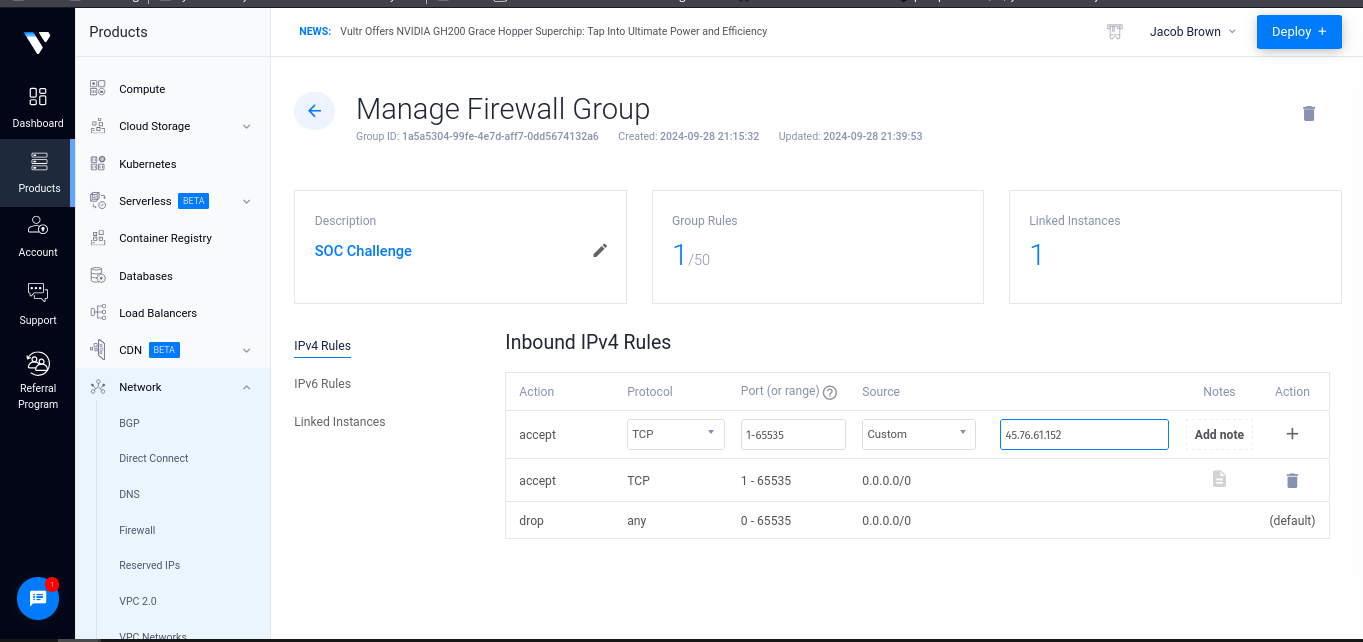 Products
NEWS: Vultr Offers NVIDIA GH200 Grace Hopper Superchip: Tap Into Ultimate Power and Efficiency
Jacob Brown
Deploy +
Dashboard
Products
Account
Support
Referral
Program
1
Compute
Cloud Storage
Kubernetes
Serverless BETA
Container Registry
Databases
Load Balancers
CDN BETA
Network
BGP
Direct Connect
DNS
Firewall
Reserved IPs
VPC 2.0
VPC Networks
Manage Firewall Group
Group ID: 1a5a5304-99fe-4e7d-aff7-0dd5674132a6 Created: 2024-09-28 21:15:32 Updated: 2024-09-28 21:39:53
Description
SOC Challenge
Group Rules
1 /50
Linked Instances
1
IPv4 Rules
IPv6 Rules
Linked Instances
Inbound IPv4 Rules
Action Protocol Port (or range) ? Source Notes Action
accept TCP 1-65535 Custom 45.76.61.152 Add note +
accept TCP 1 - 65535 0.0.0.0/0
drop any 0 - 65535 0.0.0.0/0 (default)